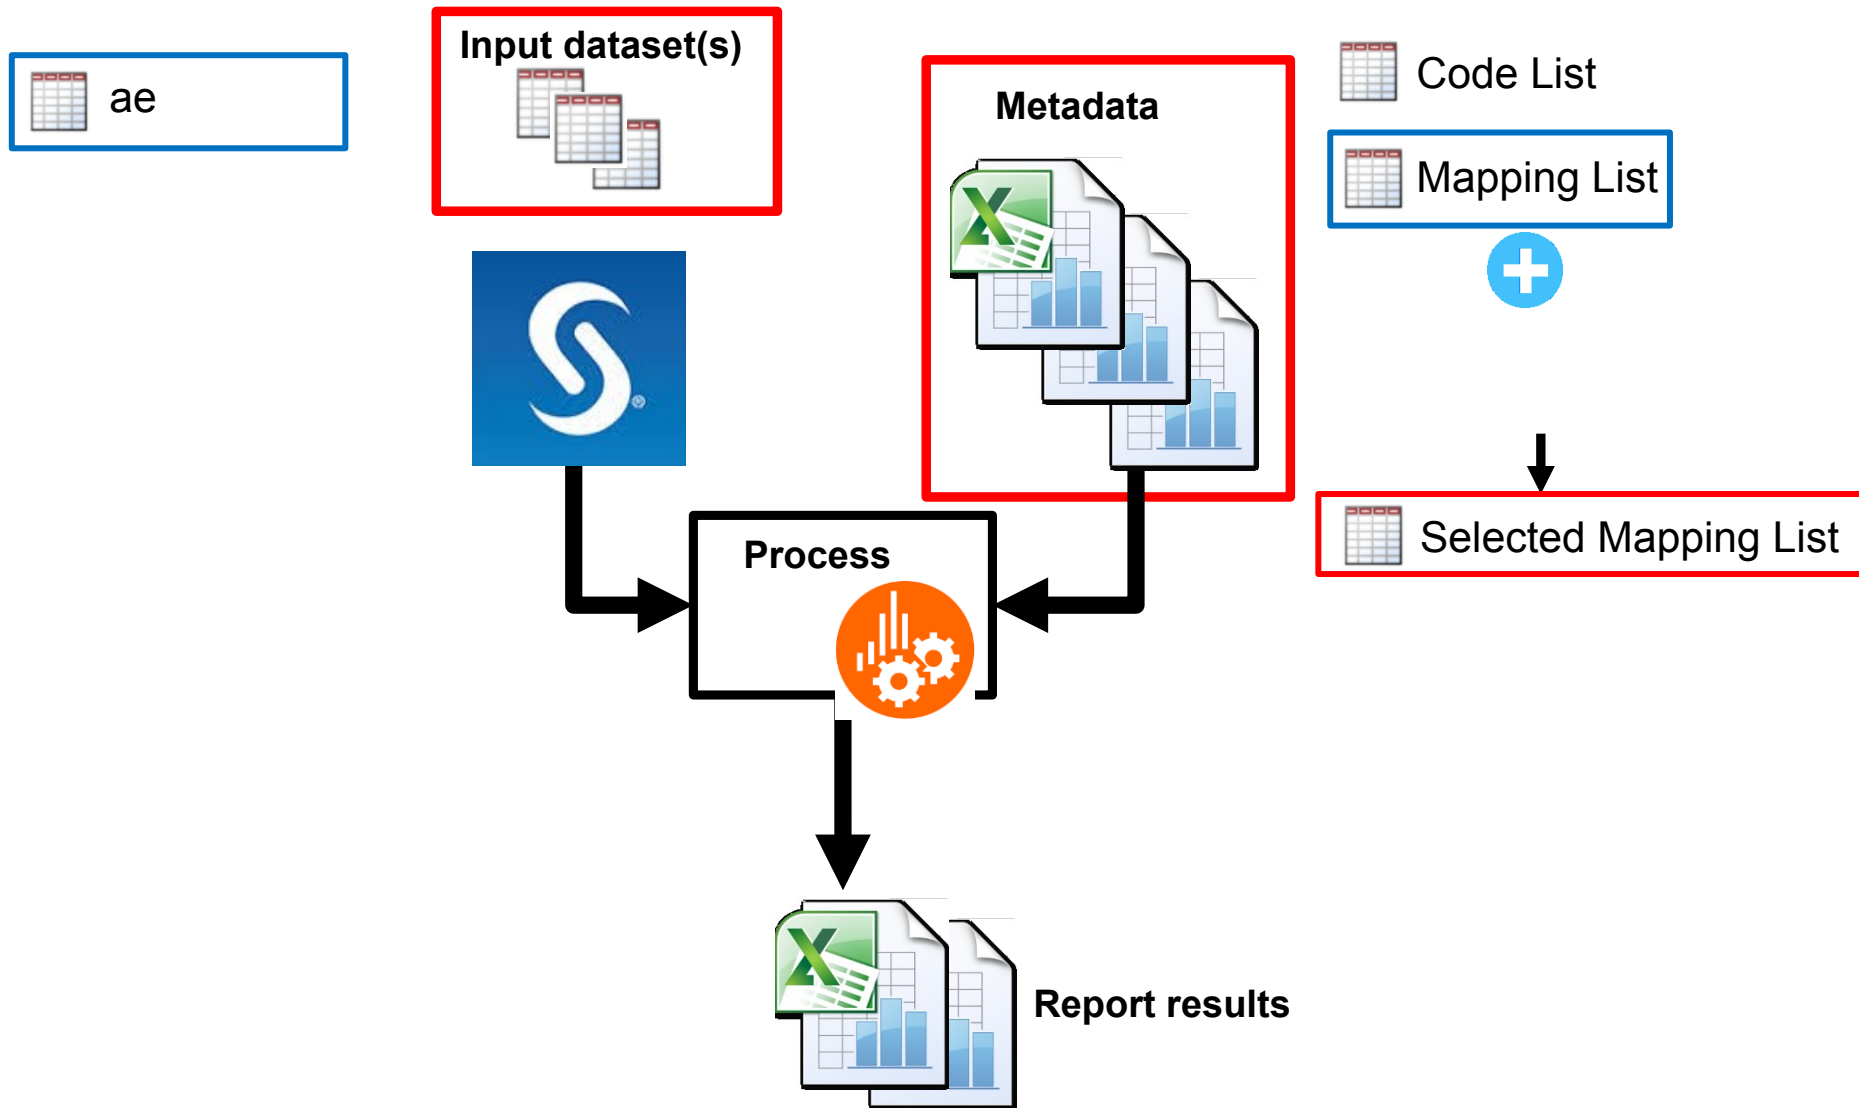 Input dataset(s)
ae
Metadata
Code List
Mapping List
Process
Selected Mapping List
Report results